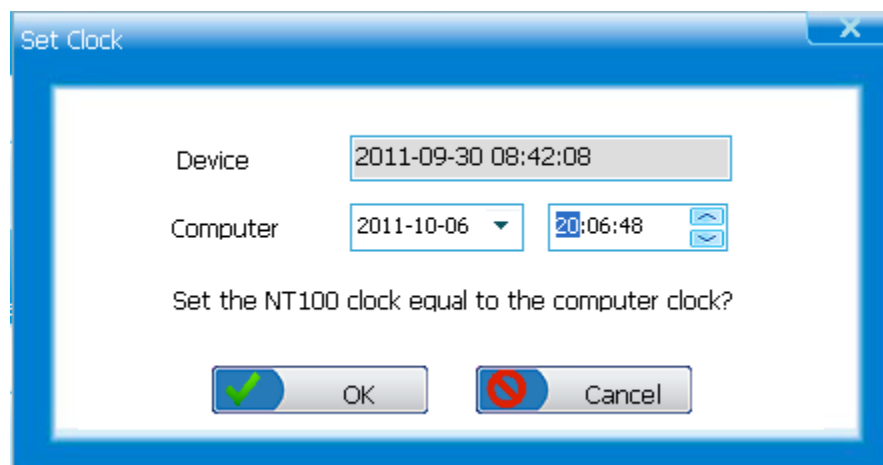 Set Clock
Device 2011-09-30 08:42:08
Computer 2011-10-06 20:06:48
Set the NT100 clock equal to the computer clock?
OK Cancel